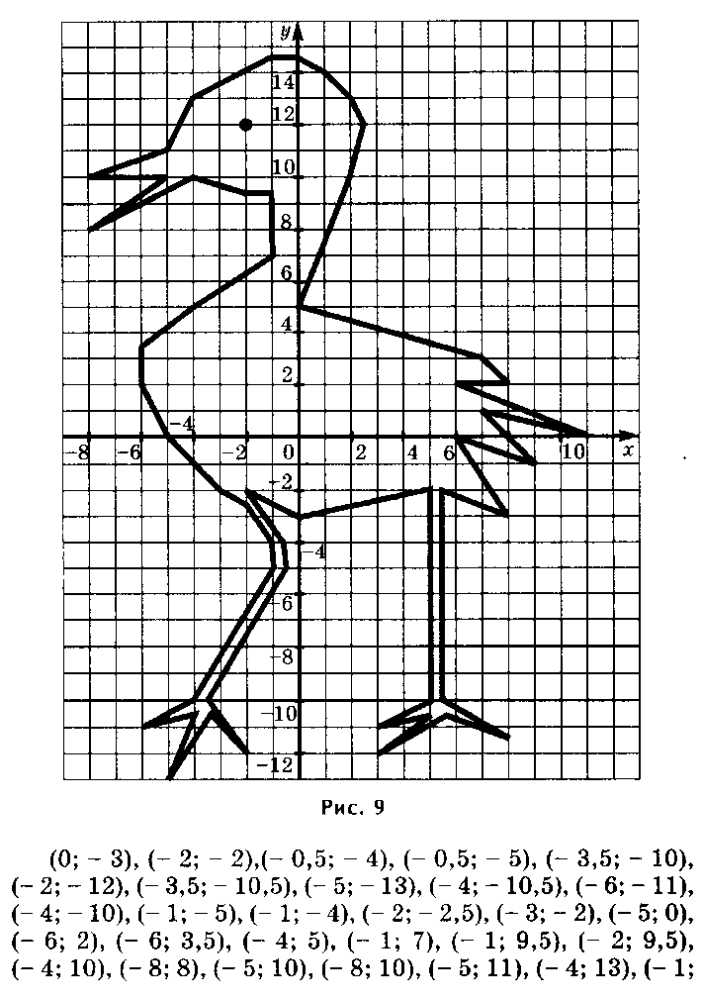 y
14
12
10
8
6
4
2
-4
-8 -6 -2 0 2 4 6 10 x
-2
-4
-6
-8
-10
-12
Рис. 9
(0; - 3), (- 2; - 2),(- 0,5; - 4), (- 0,5; - 5), (- 3,5; - 10),
(- 2; - 12), (- 3,5; - 10,5), (- 5; - 13), (- 4; - 10,5), (- 6; - 11),
(- 4; - 10), (- 1; - 5), (- 1; - 4), (- 2; - 2,5), (- 3; - 2), (- 5; 0),
(- 6; 2), (- 6; 3,5), (- 4; 5), (- 1; 7), (- 1; 9,5), (- 2; 9,5),
(- 4; 10), (- 8; 8), (- 5; 10), (- 8; 10), (- 5; 11), (- 4; 13), (- 1;